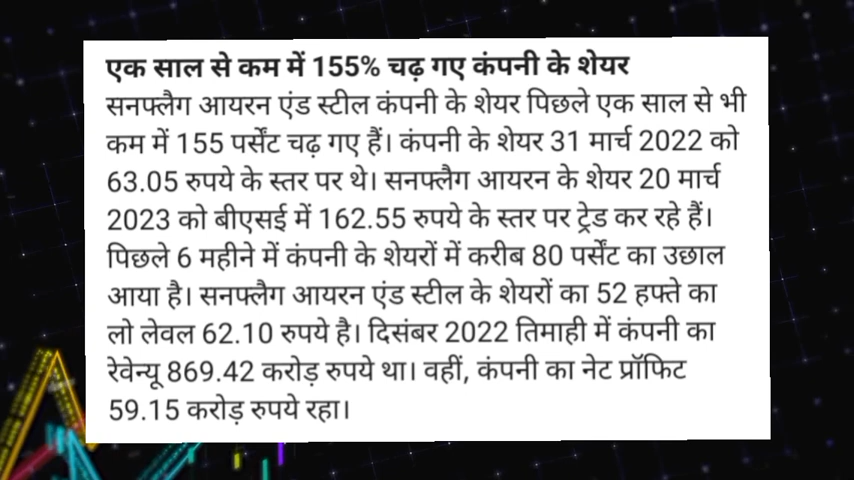 एक साल से कम में 155% चढ़ गए कंपनी के शेयर
सनफ्लैग आयरन एंड स्टील कंपनी के शेयर पिछले एक साल से भी
कम में 155 पर्सेंट चढ़ गए हैं। कंपनी के शेयर 31 मार्च 2022 को
63.05 रुपये के स्तर पर थे। सनफ्लैग आयरन के शेयर 20 मार्च
2023 को बीएसई में 162.55 रुपये के स्तर पर ट्रेड कर रहे हैं।
पिछले 6 महीने में कंपनी के शेयरों में करीब 80 पर्सेंट का उछाल
आया है। सनफ्लैग आयरन एंड स्टील के शेयरों का 52 हफ्ते का
लो लेवल 62.10 रुपये है। दिसंबर 2022 तिमाही में कंपनी का
रेवेन्यू 869.42 करोड़ रुपये था। वहीं, कंपनी का नेट प्रॉफिट
59.15 करोड़ रुपये रहा।